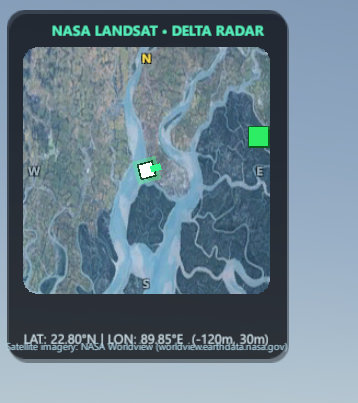 NASA LANDSAT • DELTA RADAR
N
W
E
S
LAT: 22.80°N | LON: 89.85°E (-120m, 30m)
Satellite imagery: NASA Worldview (worldview.earthdata.nasa.gov)